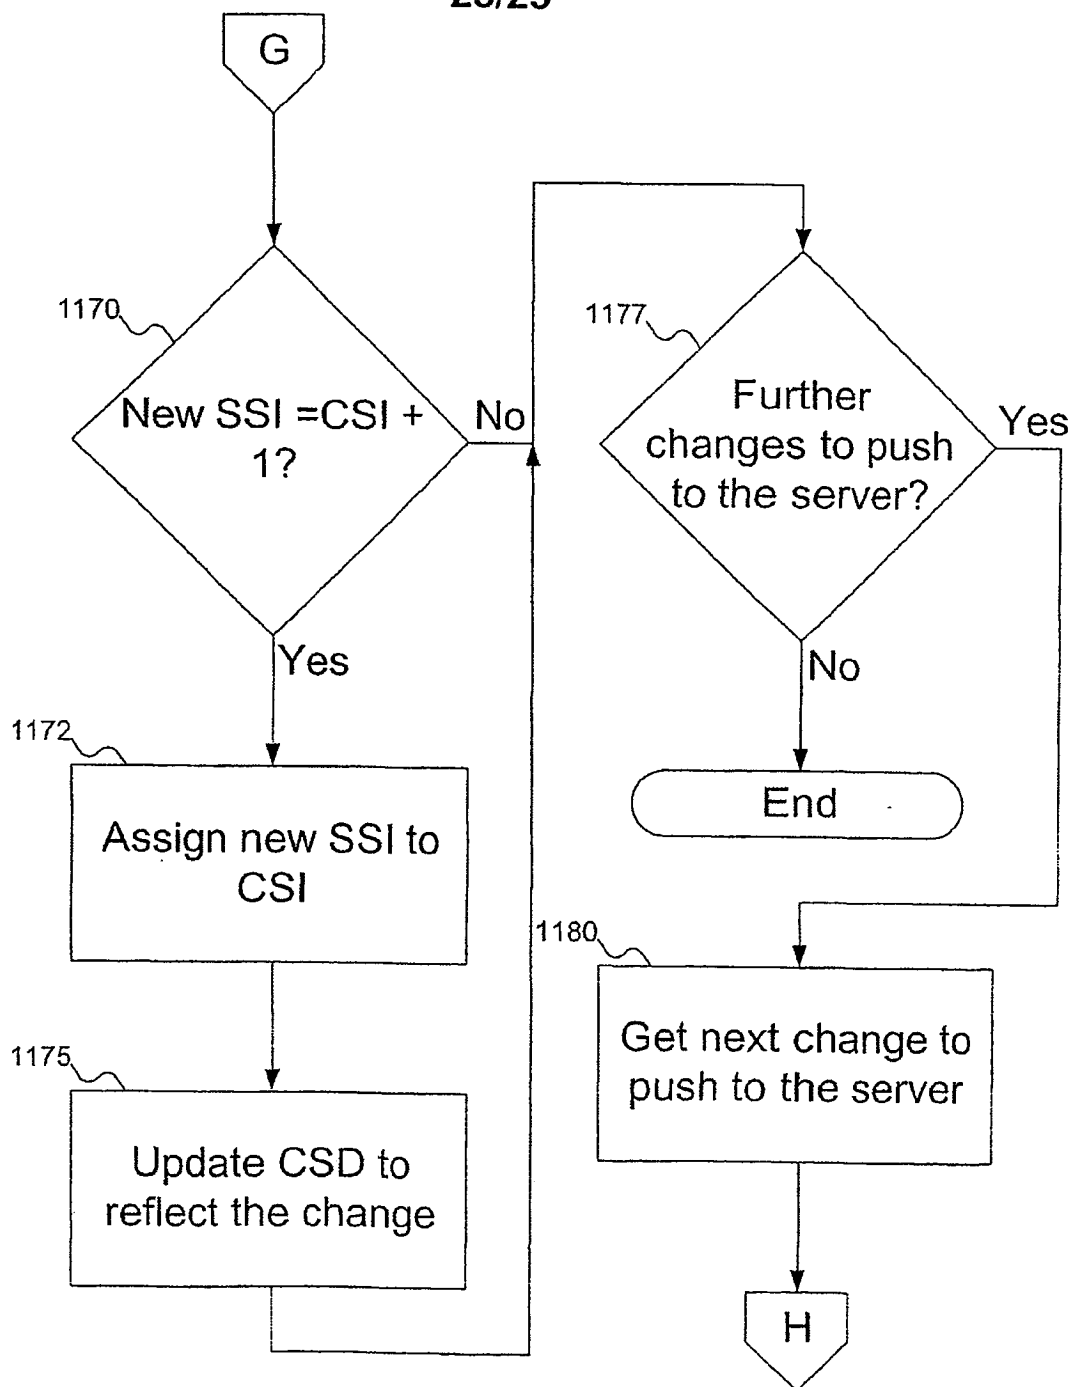 G
1170
New SSI =CSI +
1?
No
Yes
1172
Assign new SSI to
CSI
1175
Update CSD to
reflect the change
1177
Further
changes to push
to the server?
Yes
No
End
1180
Get next change to
push to the server
H